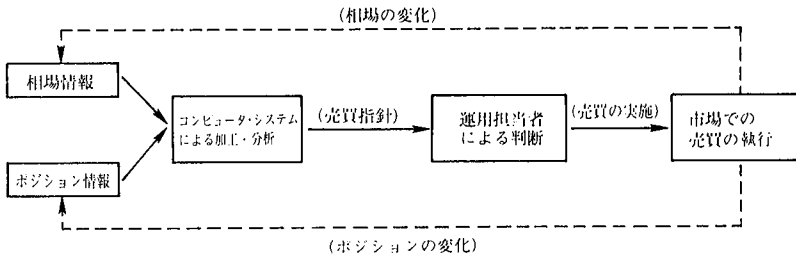 (相場の変化)
相場情報
ポジション情報
コンピュータ・システム
による加工・分析
(売買指針)
運用担当者
による判断
(売買の実施)
市場での
売買の執行
(ポジションの変化)